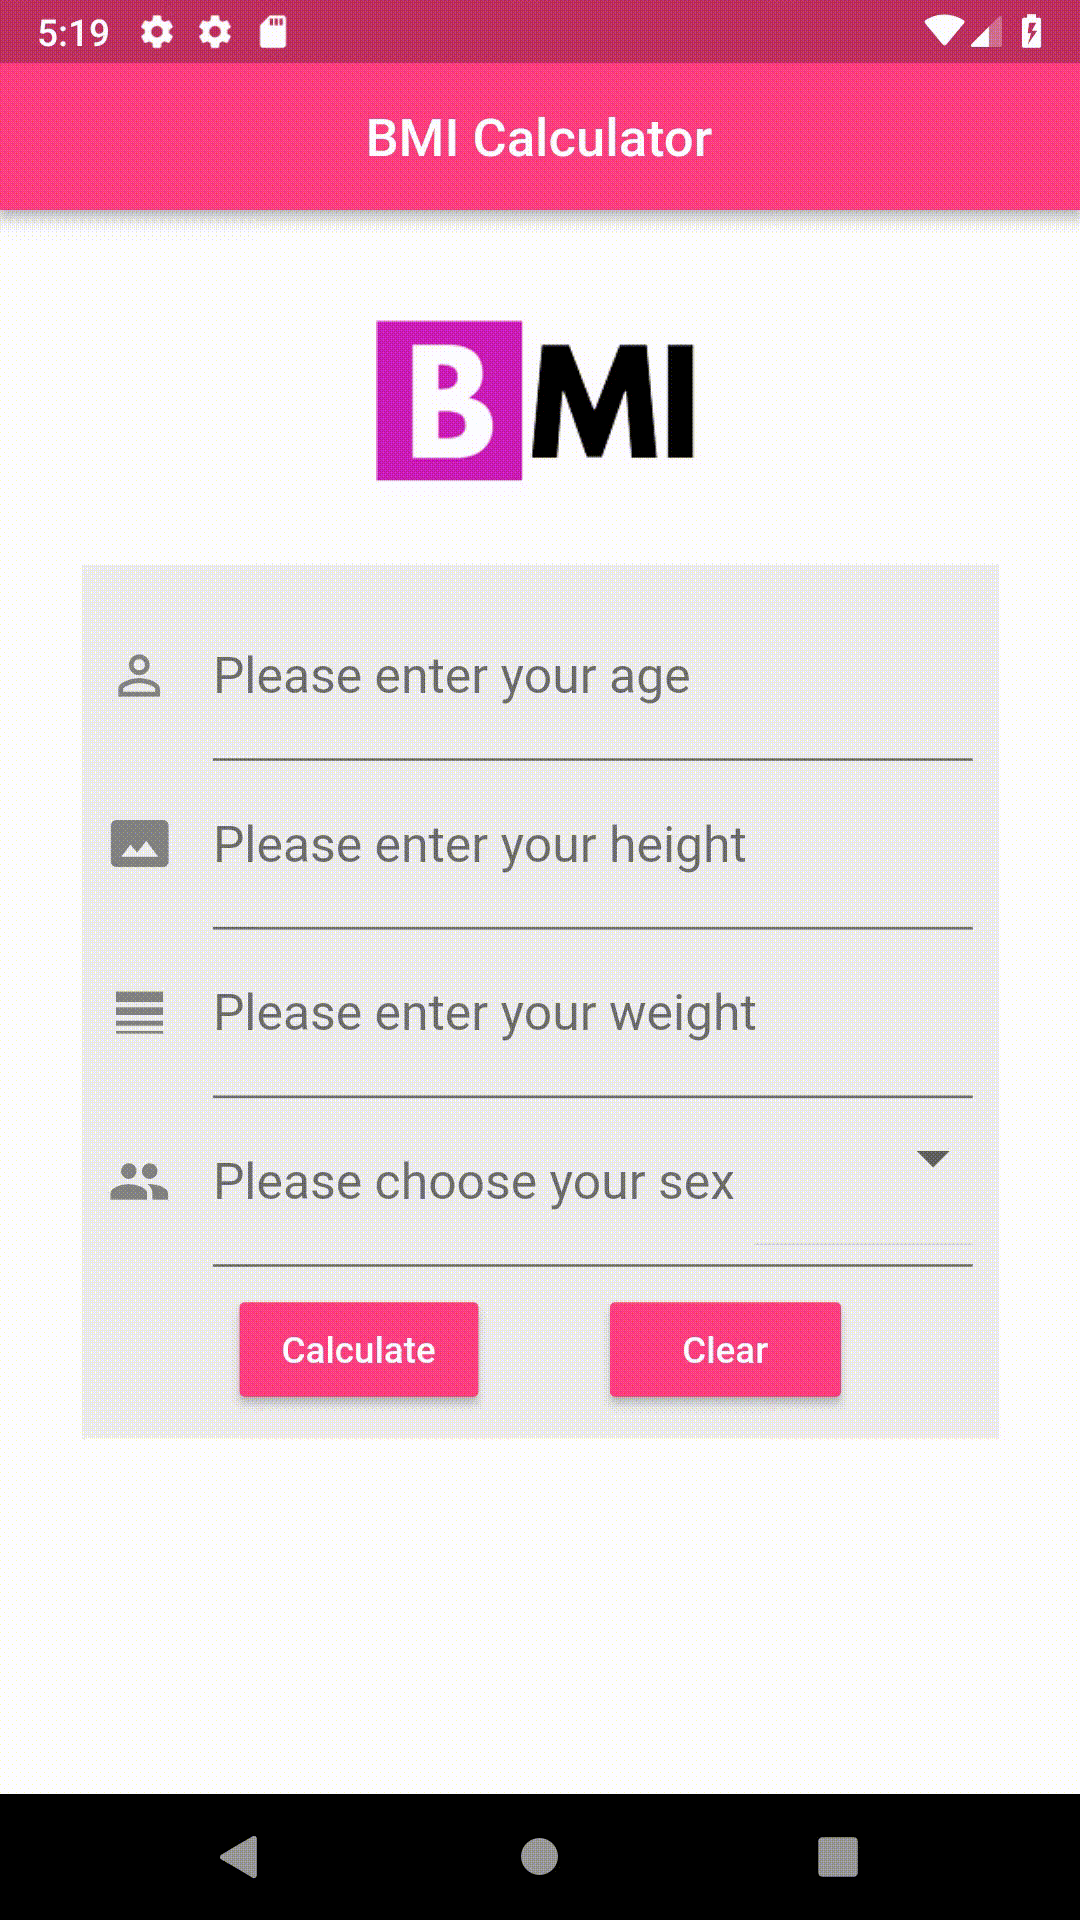 5:19
BMI Calculator
BMI
Please enter your age
Please enter your height
Please enter your weight
Please choose your sex
Calculate Clear